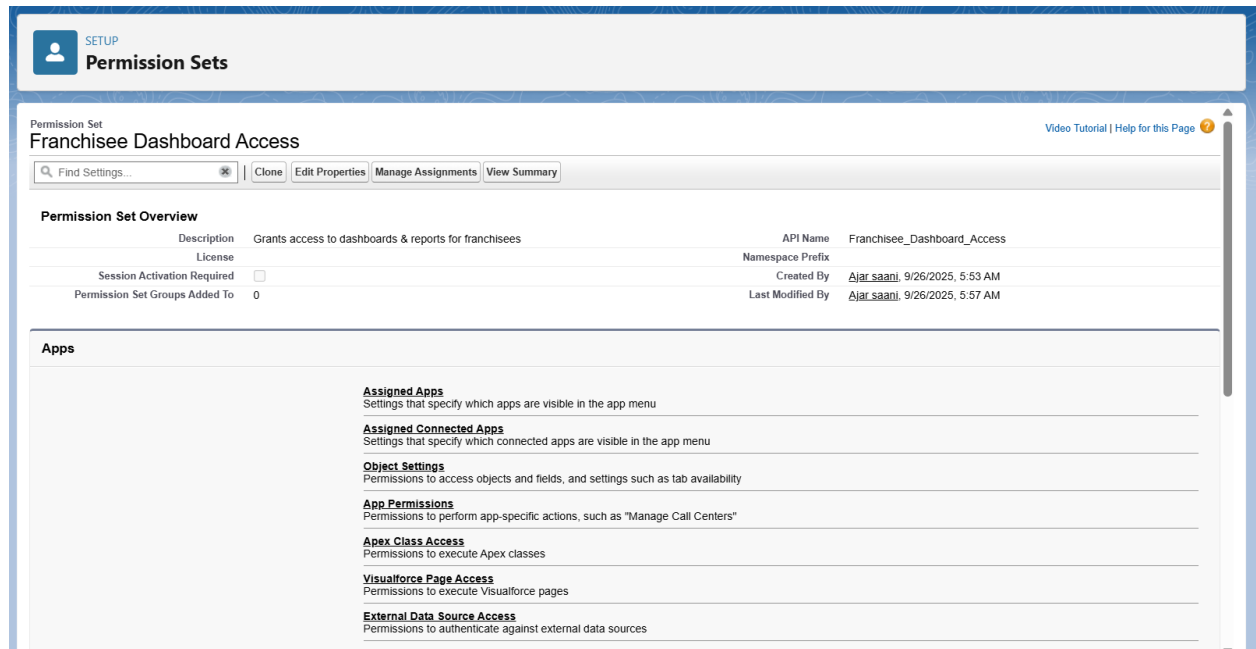 SETUP
Permission Sets
Permission Set
Franchisee Dashboard Access
Video Tutorial | Help for this Page
Find Settings...
Clone
Edit Properties
Manage Assignments
View Summary
Permission Set Overview
Description Grants access to dashboards & reports for franchisees API Name Franchisee_Dashboard_Access
License Namespace Prefix
Session Activation Required Created By Ajar saani, 9/26/2025, 5:53 AM
Permission Set Groups Added To 0 Last Modified By Ajar saani, 9/26/2025, 5:57 AM
Apps
Assigned Apps
Settings that specify which apps are visible in the app menu
Assigned Connected Apps
Settings that specify which connected apps are visible in the app menu
Object Settings
Permissions to access objects and fields, and settings such as tab availability
App Permissions
Permissions to perform app-specific actions, such as "Manage Call Centers"
Apex Class Access
Permissions to execute Apex classes
Visualforce Page Access
Permissions to execute Visualforce pages
External Data Source Access
Permissions to authenticate against external data sources